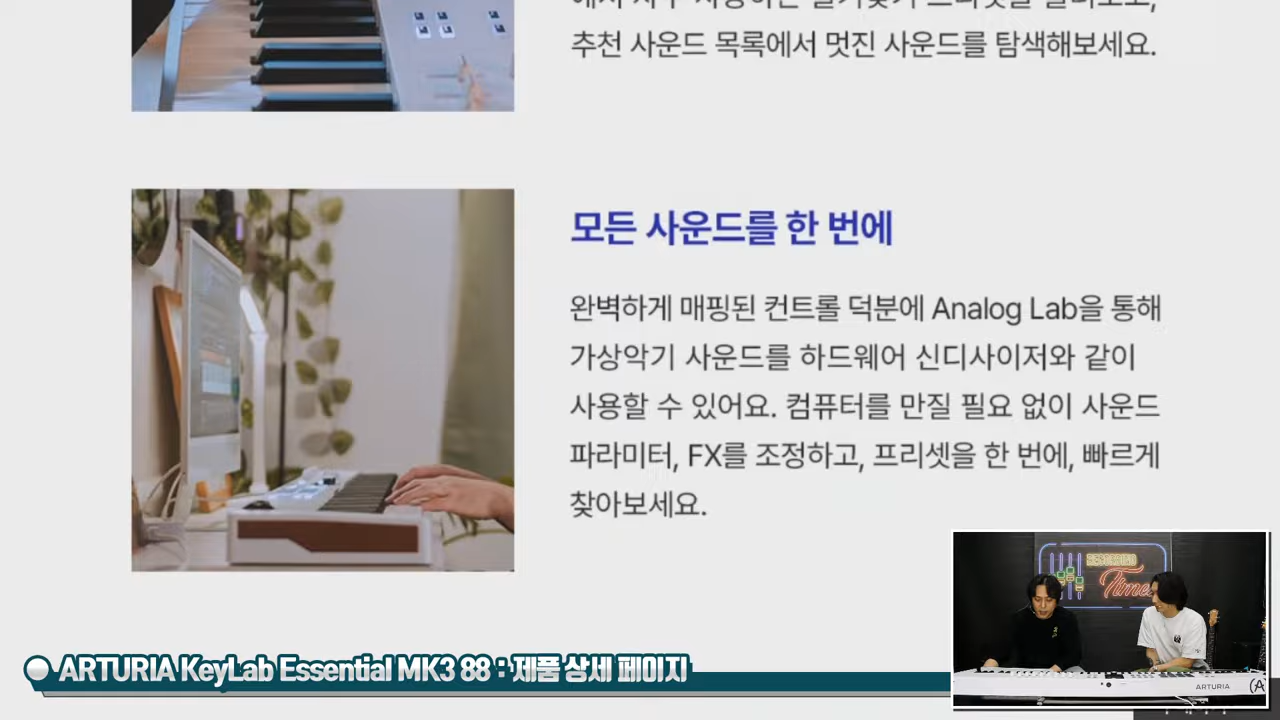 추천 사운드 목록에서 멋진 사운드를 탐색해보세요.
모든 사운드를 한 번에
완벽하게 매핑된 컨트롤 덕분에 Analog Lab을 통해
가상악기 사운드를 하드웨어 신디사이저와 같이
사용할 수 있어요. 컴퓨터를 만질 필요 없이 사운드
파라미터, FX를 조정하고, 프리셋을 한 번에, 빠르게
찾아보세요.
Time
ARTURIA
ARTURIA KeyLab Essential MK3 88 : 제품 상세 페이지